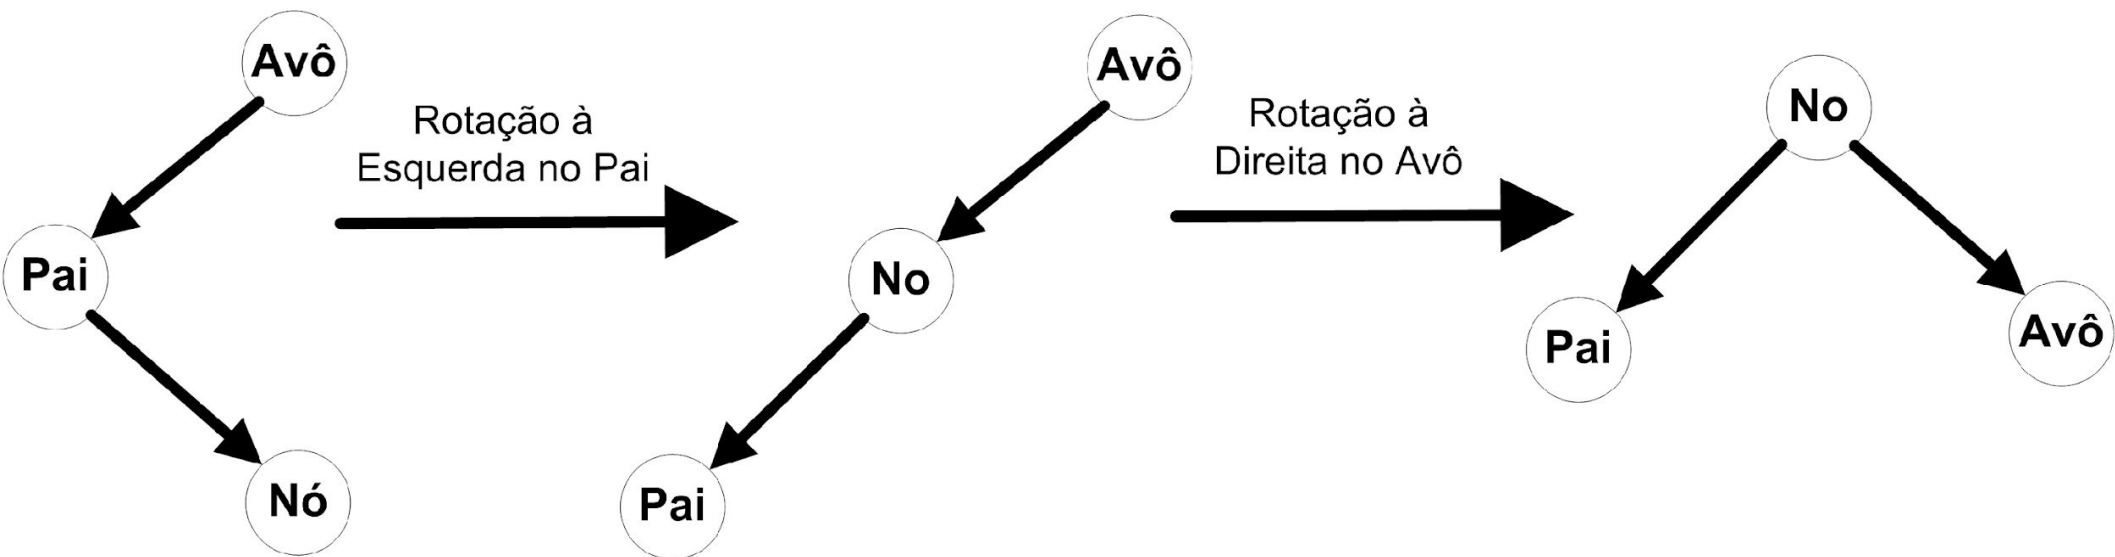 Avô
Pai
Nó
Rotação à
Esquerda no Pai
Avô
No
Pai
Rotação à
Direita no Avô
No
Pai
Avô